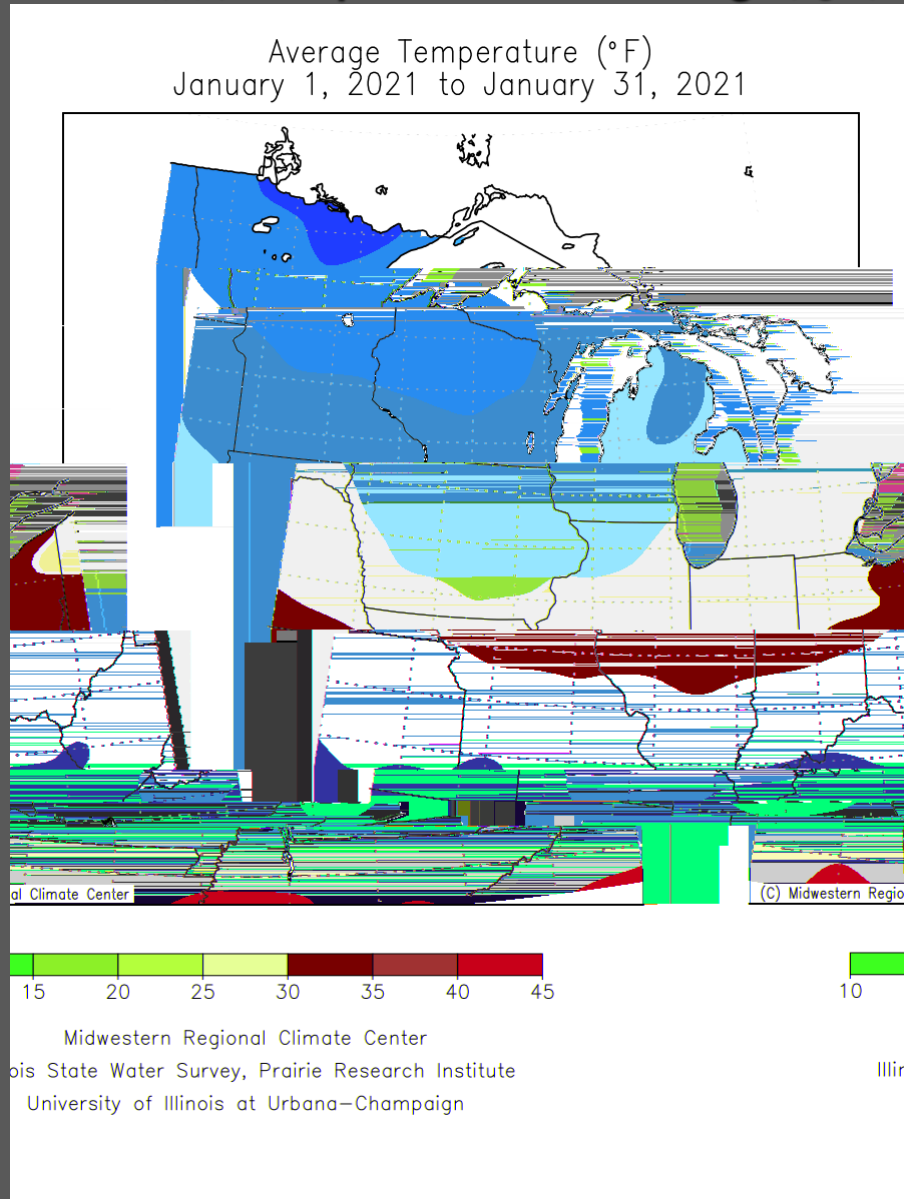 Average Temperature (°F)
January 1, 2021 to January 31, 2021
al Climate Center
(C) Midwestern Regio
15 20 25 30 35 40 45
10
Midwestern Regional Climate Center
ois State Water Survey, Prairie Research Institute
Illin
University of Illinois at Urbana-Champaign